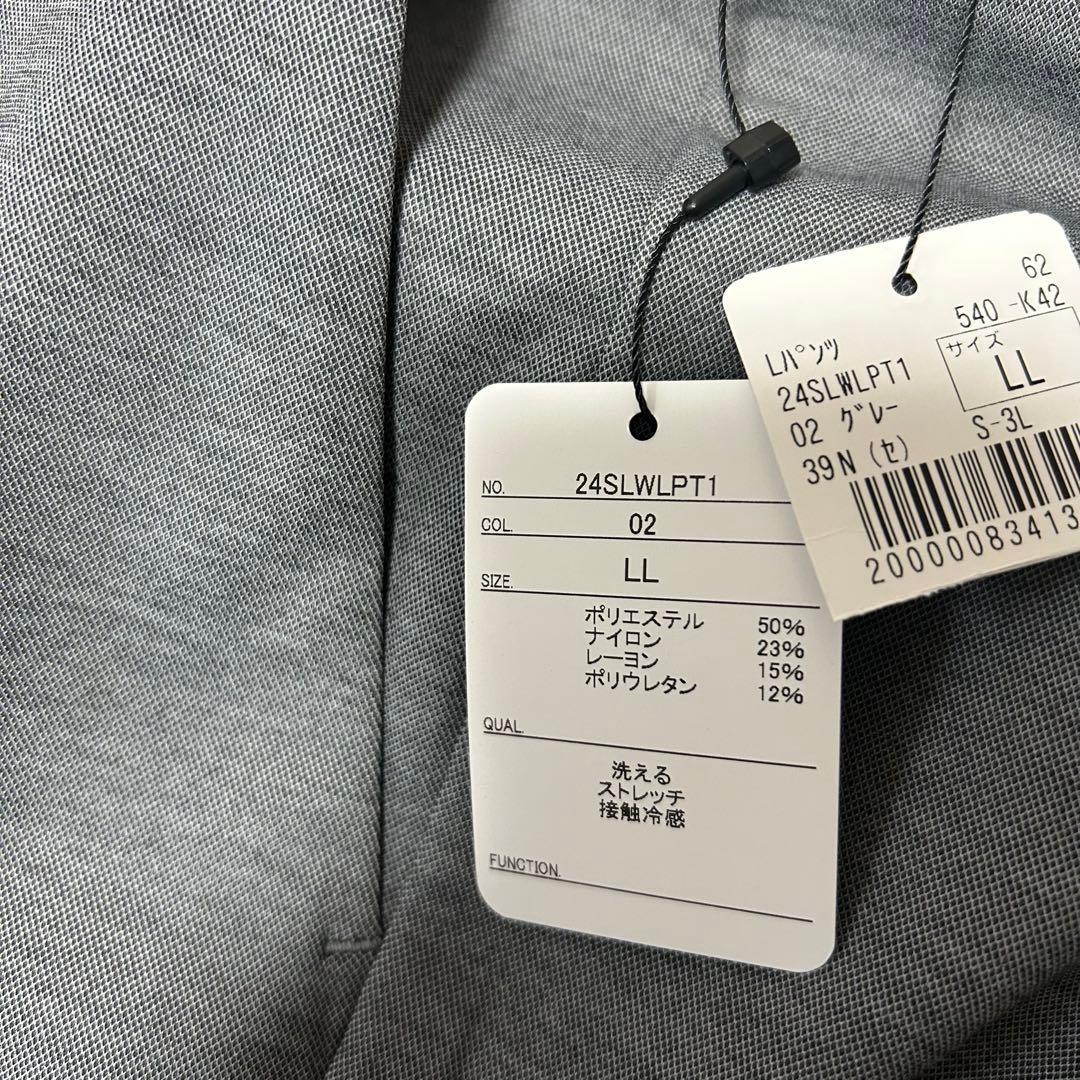 62
540 -K42
Lﾊﾟﾝﾂ
サイズ
24SLWLPT1
LL
02 ｸﾞﾚｰ
S-3L
39N (セ)
20000083413
NO. 24SLWLPT1
COL. 02
SIZE. LL
ポリエステル 50%
ナイロン 23%
レーヨン 15%
ポリウレタン 12%
QUAL.
洗える
ストレッチ
接触冷感
FUNCTION.